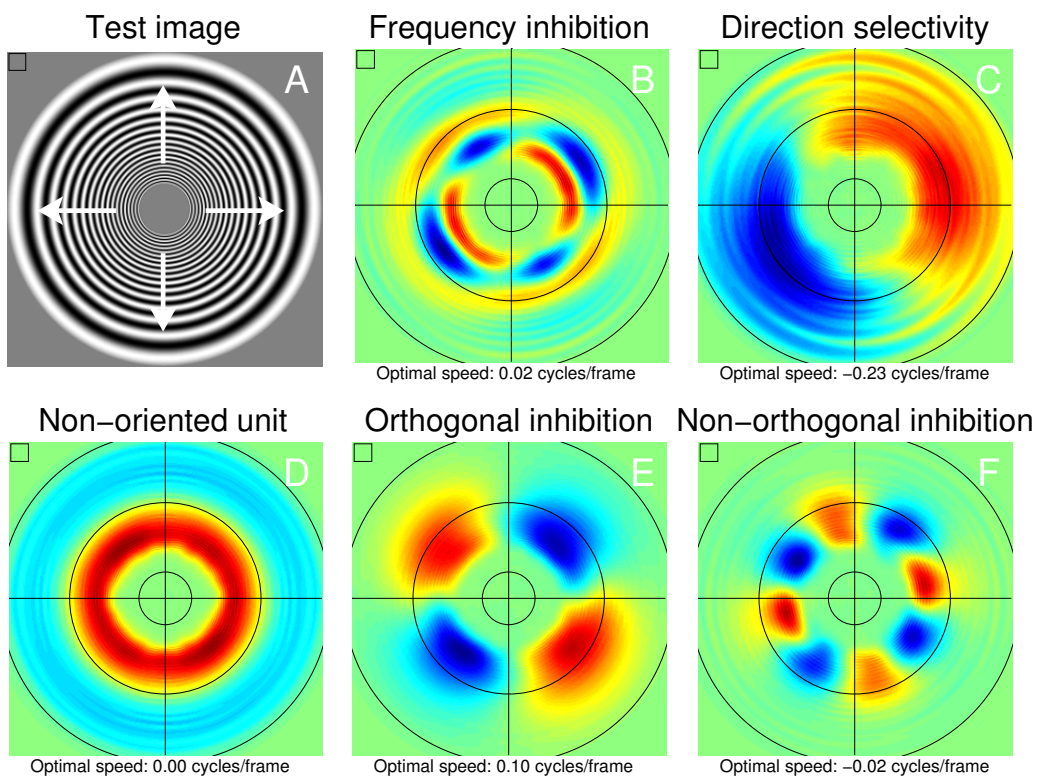 Test image
Frequency inhibition
Direction selectivity
A
B
C
Optimal speed: 0.02 cycles/frame
Optimal speed: −0.23 cycles/frame
Non−oriented unit
Orthogonal inhibition
Non−orthogonal inhibition
D
E
F
Optimal speed: 0.00 cycles/frame
Optimal speed: 0.10 cycles/frame
Optimal speed: −0.02 cycles/frame